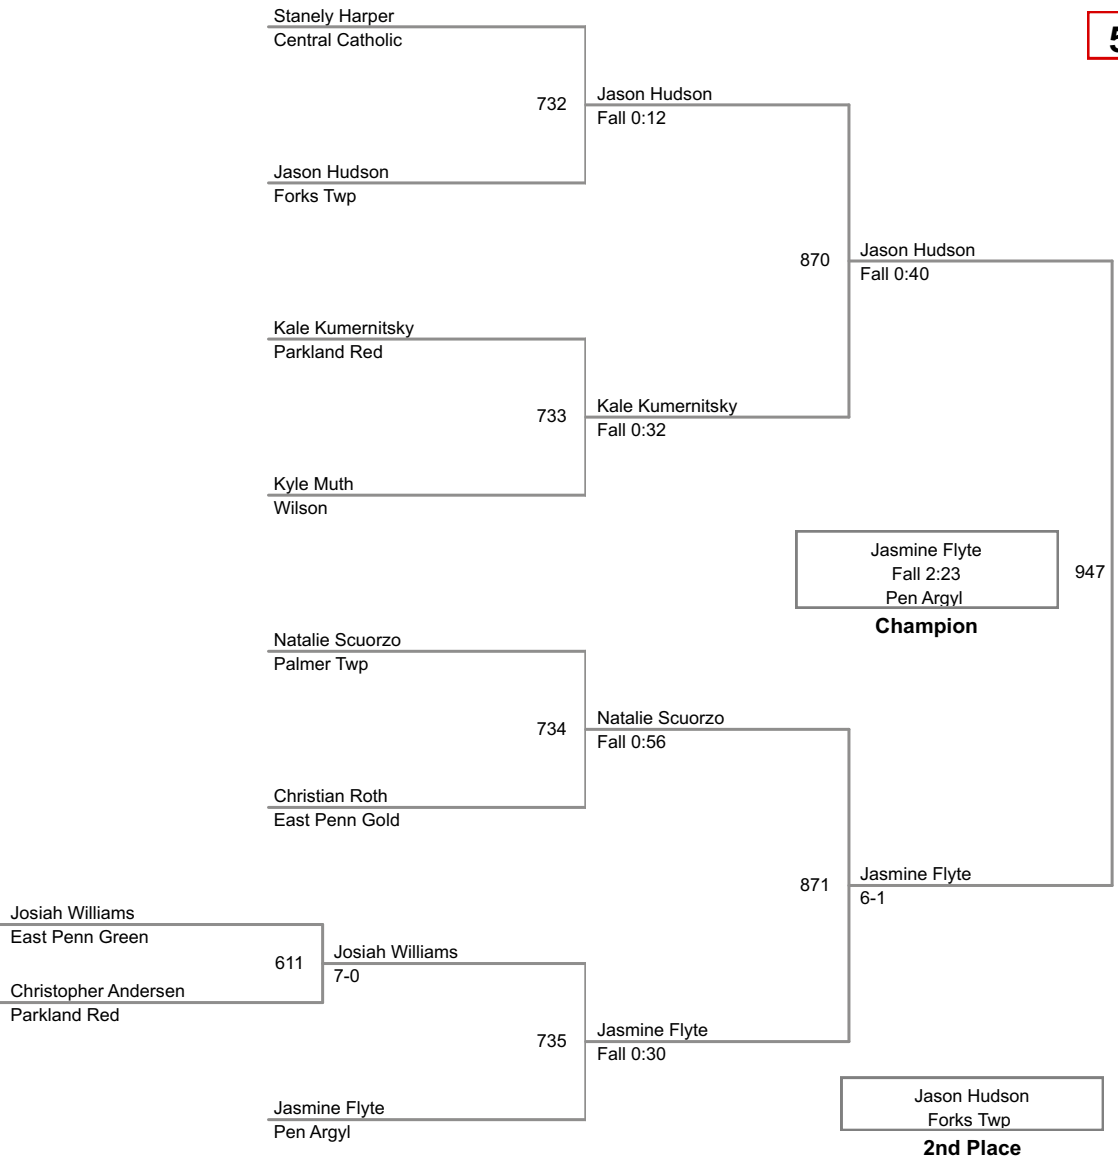 Stanely Harper
Central Catholic
5
732
Jason Hudson
Fall 0:12
Jason Hudson
Forks Twp
870
Jason Hudson
Fall 0:40
Kale Kumernitsky
Parkland Red
733
Kale Kumernitsky
Fall 0:32
Kyle Muth
Wilson
Jasmine Flyte
Fall 2:23
Pen Argyl
947
Champion
Natalie Scuorzo
Palmer Twp
734
Natalie Scuorzo
Fall 0:56
Christian Roth
East Penn Gold
871
Jasmine Flyte
6-1
Josiah Williams
East Penn Green
611
Josiah Williams
7-0
Christopher Andersen
Parkland Red
735
Jasmine Flyte
Fall 0:30
Jasmine Flyte
Pen Argyl
Jason Hudson
Forks Twp
2nd Place